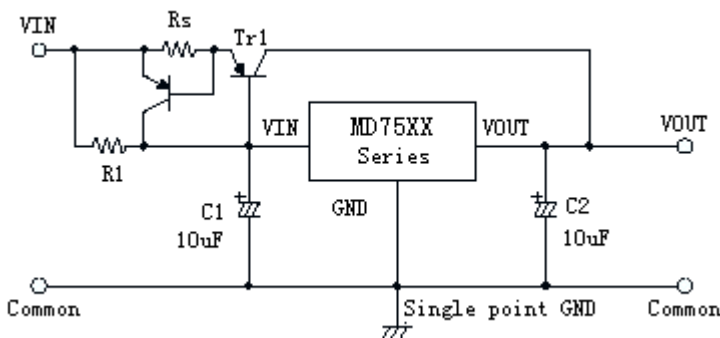 VIN
Rs
Tr1
VIN
MD75XX
Series
VOUT
VOUT
R1
C1
10uF
GND
C2
10uF
Common
Single point GND
Common